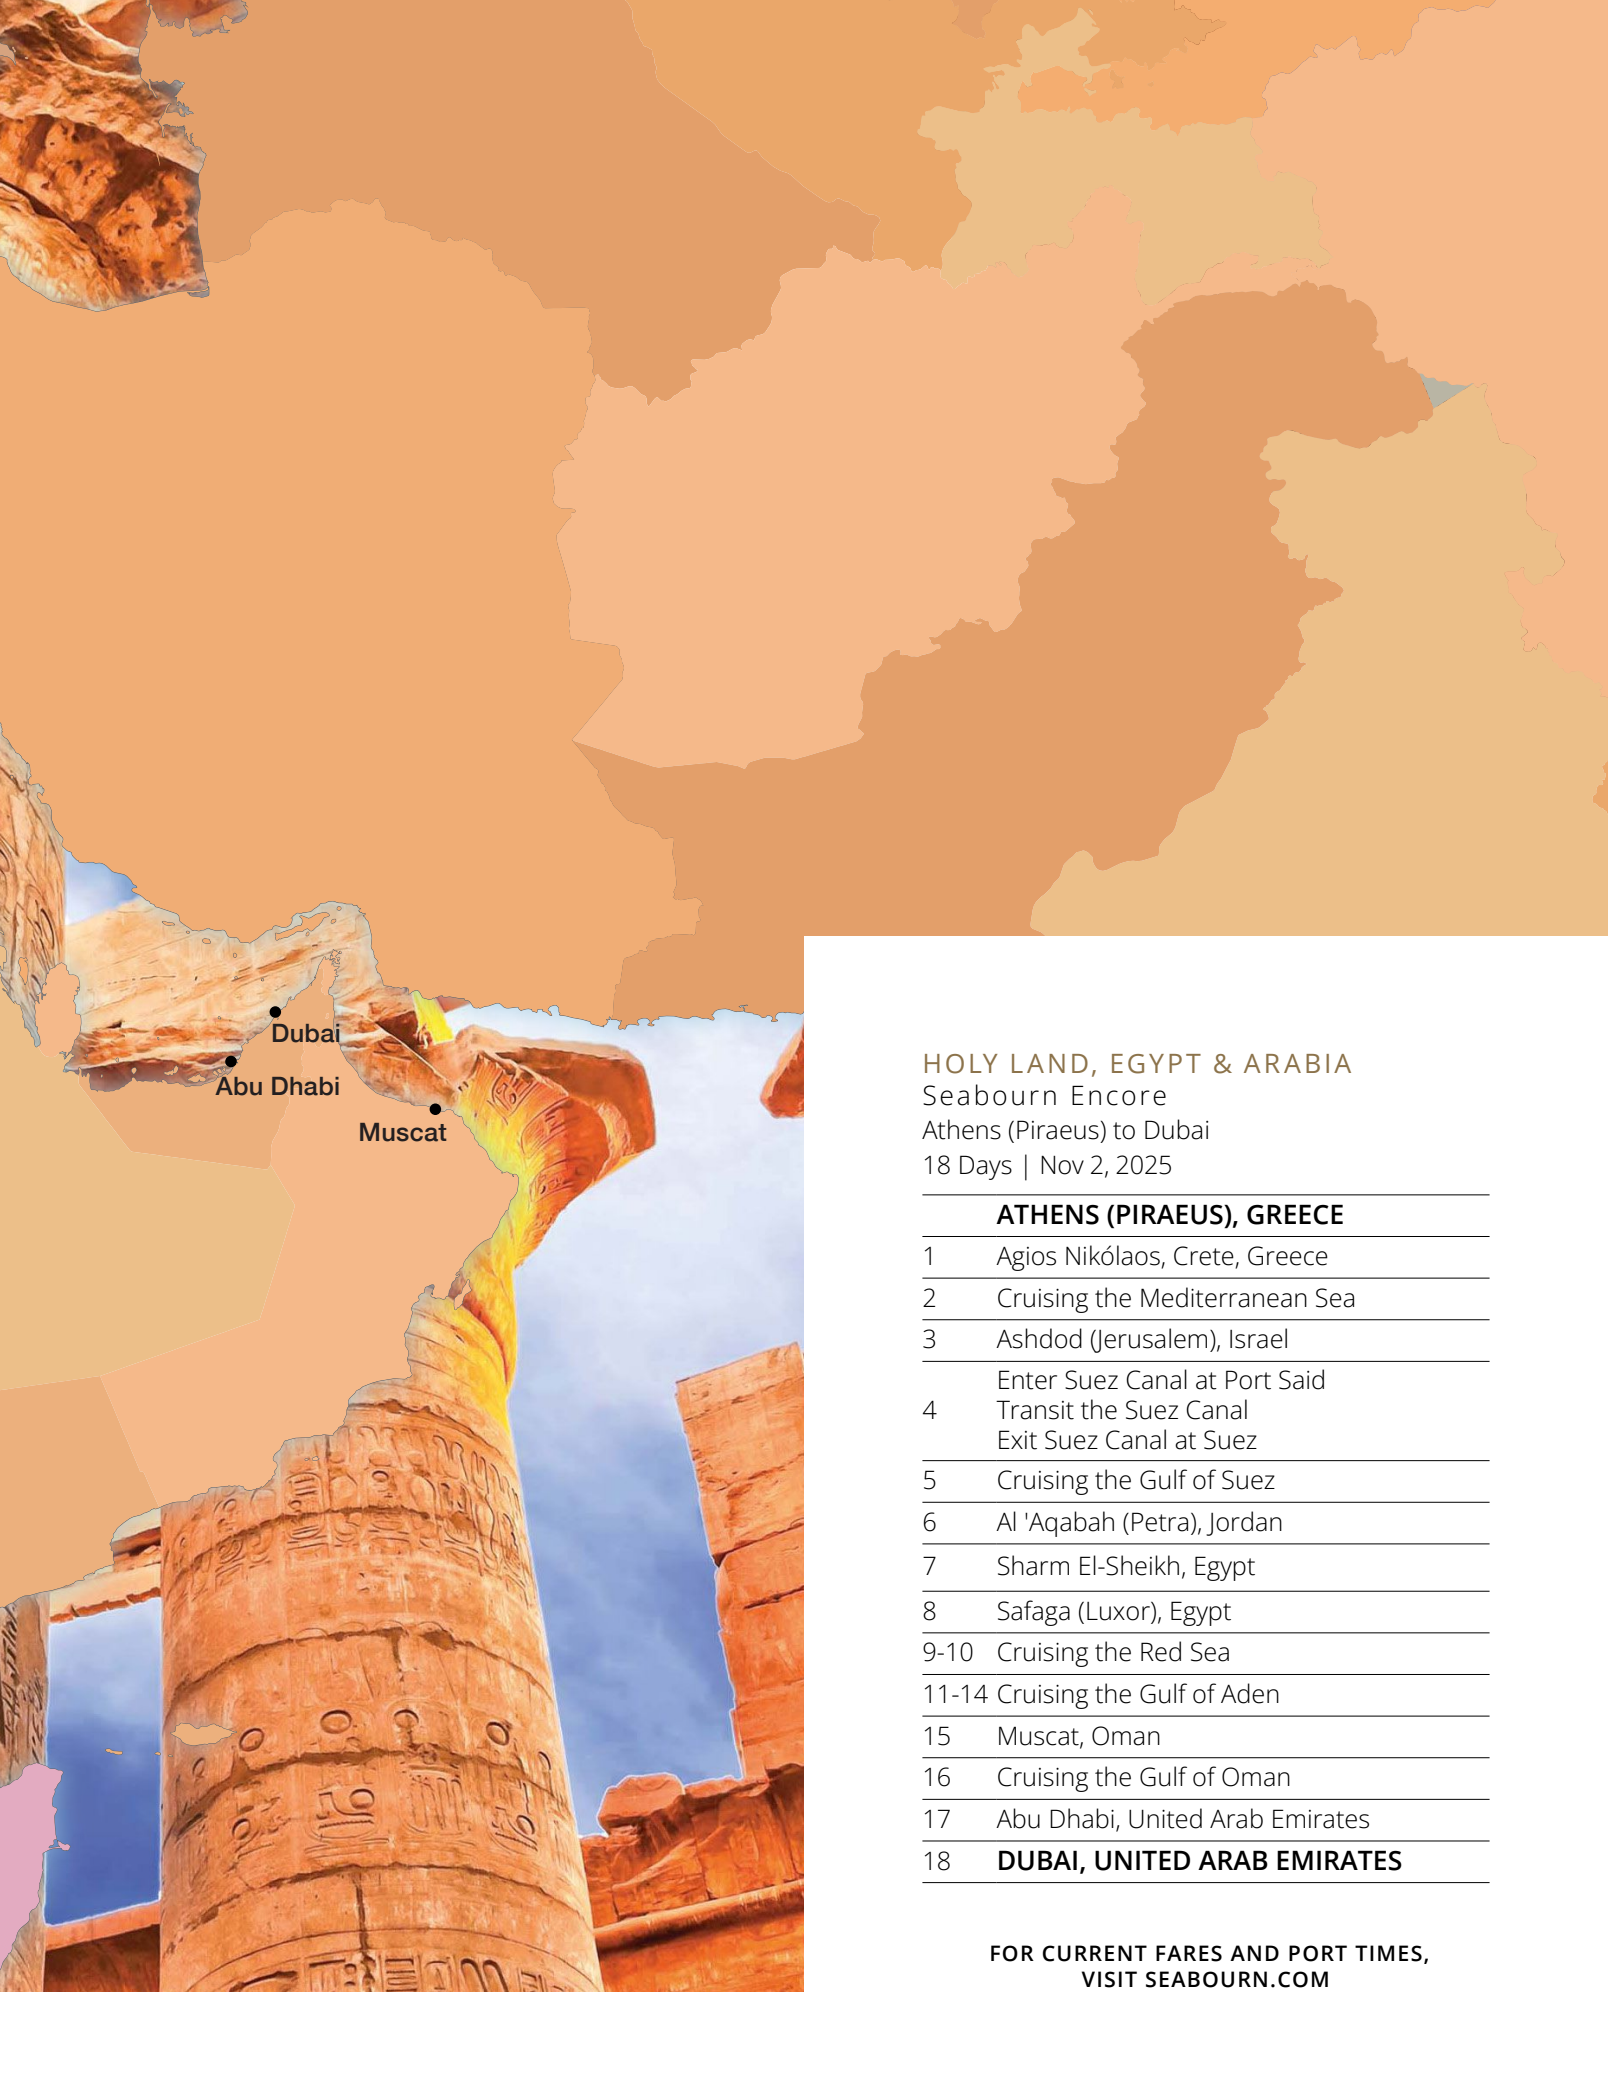 Dubai
Abu Dhabi
Muscat
HOLY LAND, EGYPT & ARABIA
Seabourn Encore
Athens (Piraeus) to Dubai
18 Days | Nov 2, 2025
ATHENS (PIRAEUS), GREECE
1 Agios Nikólaos, Crete, Greece
2 Cruising the Mediterranean Sea
3 Ashdod (Jerusalem), Israel
Enter Suez Canal at Port Said
4 Transit the Suez Canal
Exit Suez Canal at Suez
5 Cruising the Gulf of Suez
6 Al 'Aqabah (Petra), Jordan
7 Sharm El-Sheikh, Egypt
8 Safaga (Luxor), Egypt
9-10 Cruising the Red Sea
11-14 Cruising the Gulf of Aden
15 Muscat, Oman
16 Cruising the Gulf of Oman
17 Abu Dhabi, United Arab Emirates
18 DUBAI, UNITED ARAB EMIRATES
FOR CURRENT FARES AND PORT TIMES,
VISIT SEABOURN.COM